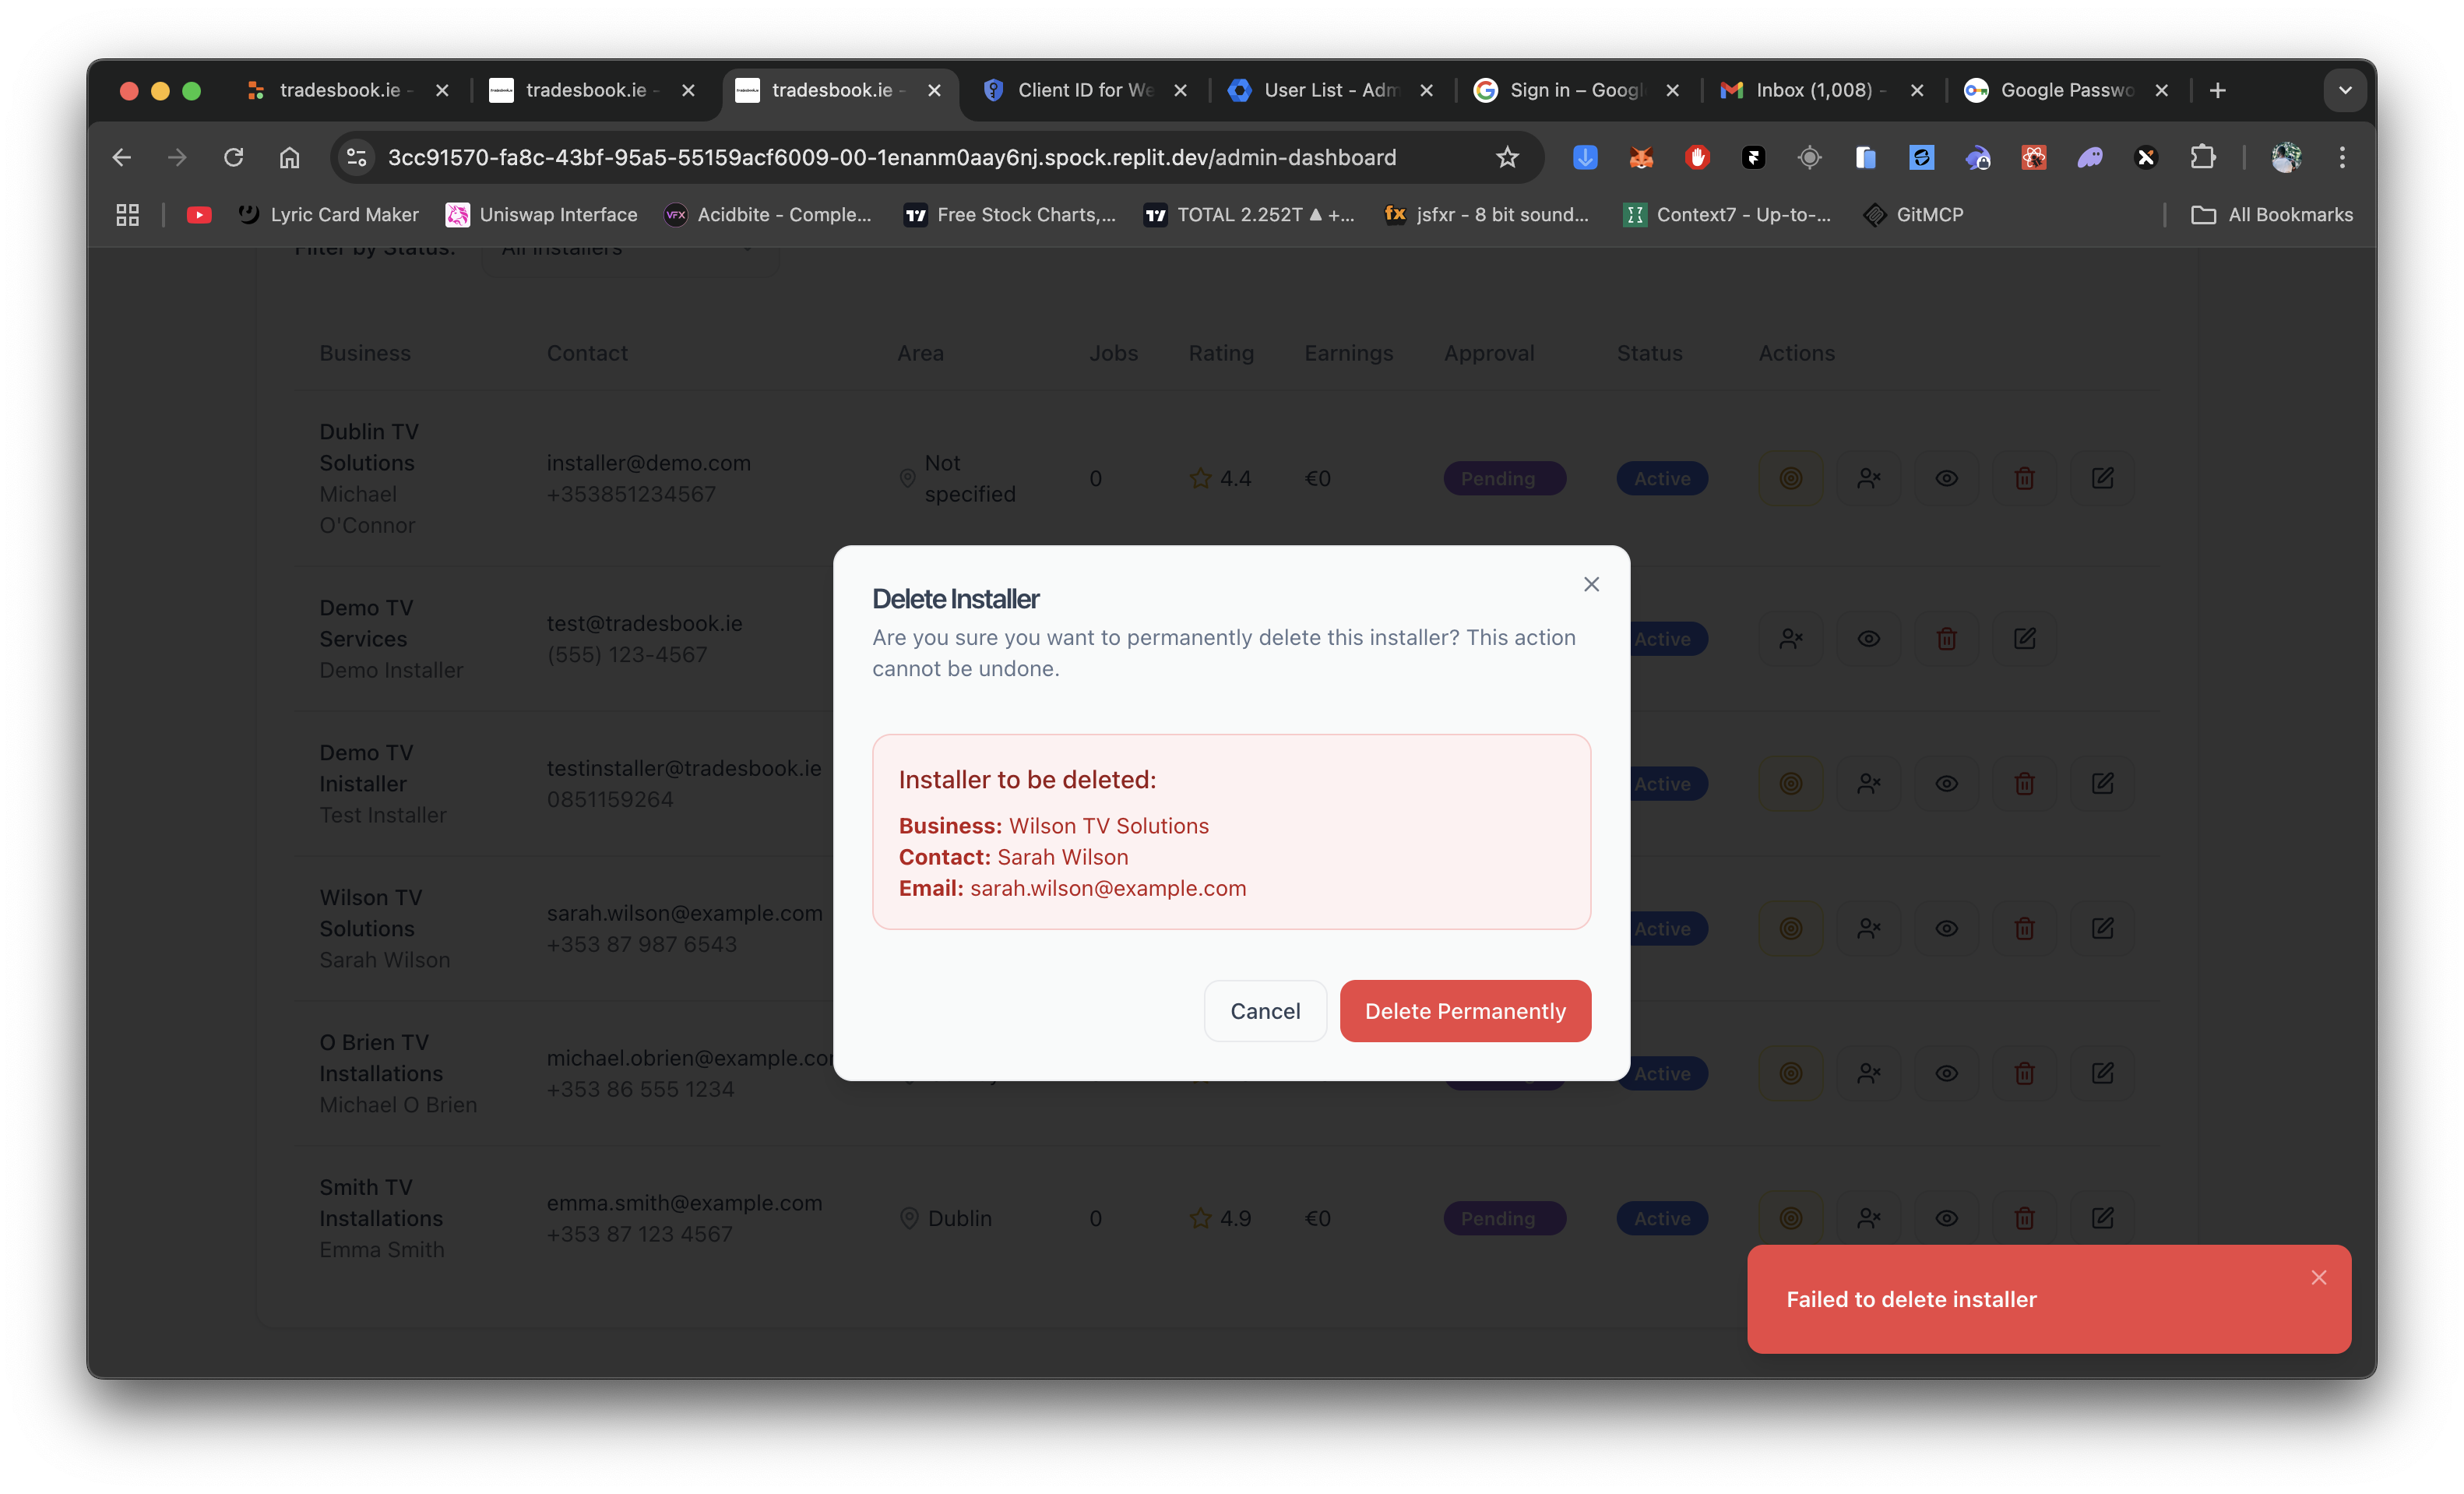 tradesbook.ie -
tradesbook.ie -
tradesbook.ie -
Client ID for We
User List - Adm
Sign in – Googl
Inbox (1,008) -
Google Passwo
3cc91570-fa8c-43bf-95a5-55159acf6009-00-1enanm0aay6nj.spock.replit.dev/admin-dashboard
Lyric Card Maker
Uniswap Interface
VFX
Acidbite - Comple...
Free Stock Charts,...
TOTAL 2.252T ▲ +...
fx
jsfxr - 8 bit sound...
Context7 - Up-to-...
GitMCP
All Bookmarks
Filter by Status:
All Installers
Business Contact Area Jobs Rating Earnings Approval Status Actions
Dublin TV
Solutions
Michael
O'Connor
installer@demo.com
+353851234567
Not
specified
0
4.4
€0
Pending
Active
Demo TV
Services
Demo Installer
test@tradesbook.ie
(555) 123-4567
Active
Demo TV
Inistaller
Test Installer
testinstaller@tradesbook.ie
0851159264
Active
Wilson TV
Solutions
Sarah Wilson
sarah.wilson@example.com
+353 87 987 6543
Active
O Brien TV
Installations
Michael O Brien
michael.obrien@example.co
+353 86 555 1234
Active
Smith TV
Installations
Emma Smith
emma.smith@example.com
+353 87 123 4567
Dublin
0
4.9
€0
Pending
Active
Delete Installer
Are you sure you want to permanently delete this installer? This action
cannot be undone.
Installer to be deleted:
Business: Wilson TV Solutions
Contact: Sarah Wilson
Email: sarah.wilson@example.com
Cancel
Delete Permanently
Failed to delete installer